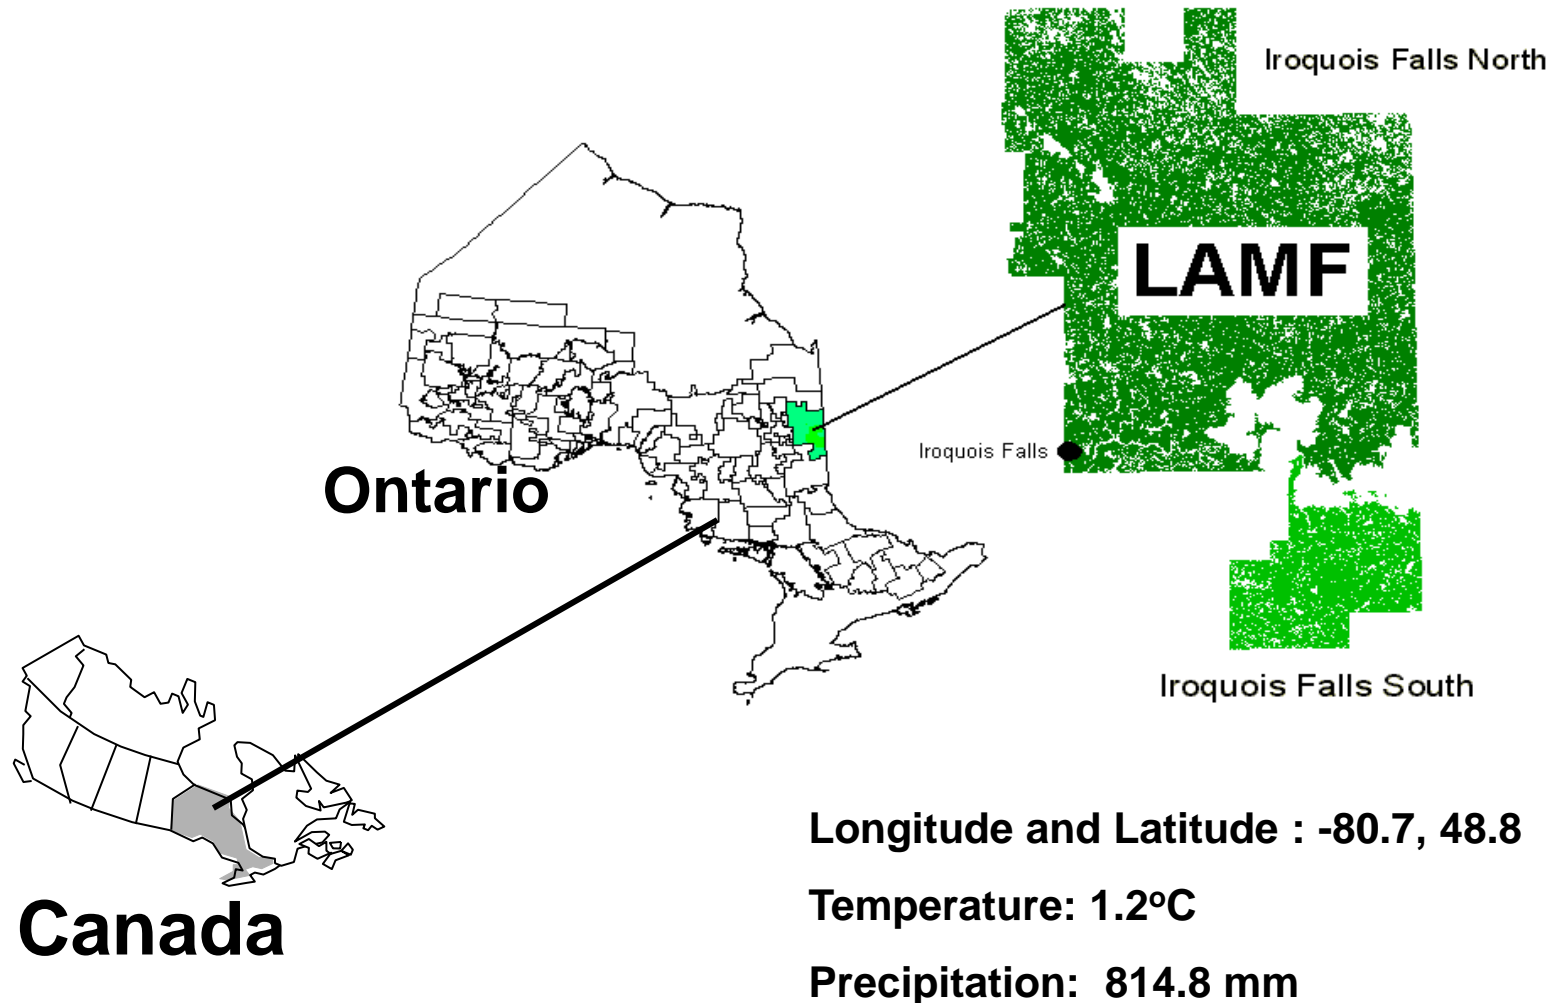 Iroquois Falls North
LAMF
Iroquois Falls
Ontario
Iroquois Falls South
Canada
Longitude and Latitude : -80.7, 48.8
Temperature: 1.2ºC
Precipitation:  814.8 mm